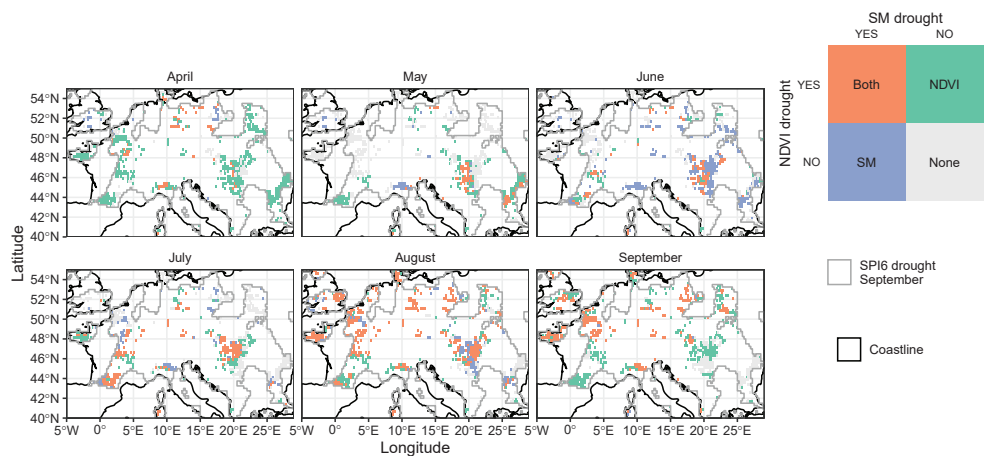 SM drought
YES NO
April May June
NDVI drought
YES Both NDVI
NO SM None
54°N
52°N
50°N
48°N
46°N
44°N
42°N
40°N
Latitude
July August September
54°N
52°N
50°N
48°N
46°N
44°N
42°N
40°N
5°W 0° 5°E 10°E 15°E 20°E 25°E 5°W 0° 5°E 10°E 15°E 20°E 25°E 5°W 0° 5°E 10°E 15°E 20°E 25°E
Longitude
SPI6 drought
September
Coastline